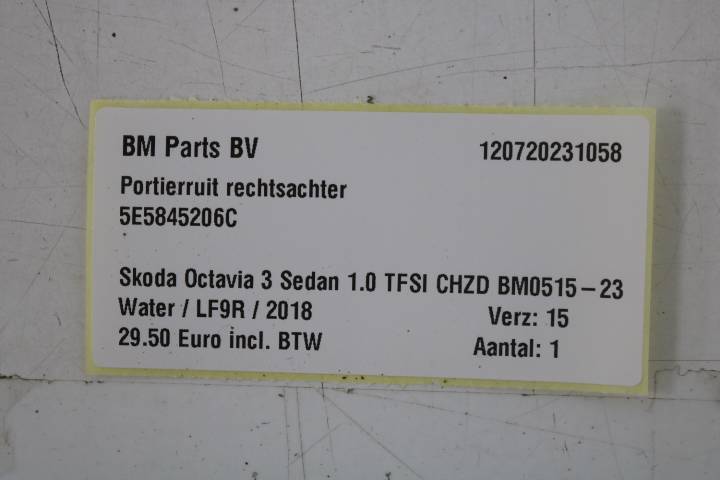 BM Parts BV 120720231058
Portierruit rechtsachter
5E5845206C
Skoda Octavia 3 Sedan 1.0 TFSI CHZD BM0515-23
Water / LF9R / 2018 Verz: 15
29.50 Euro incl. BTW Aantal: 1